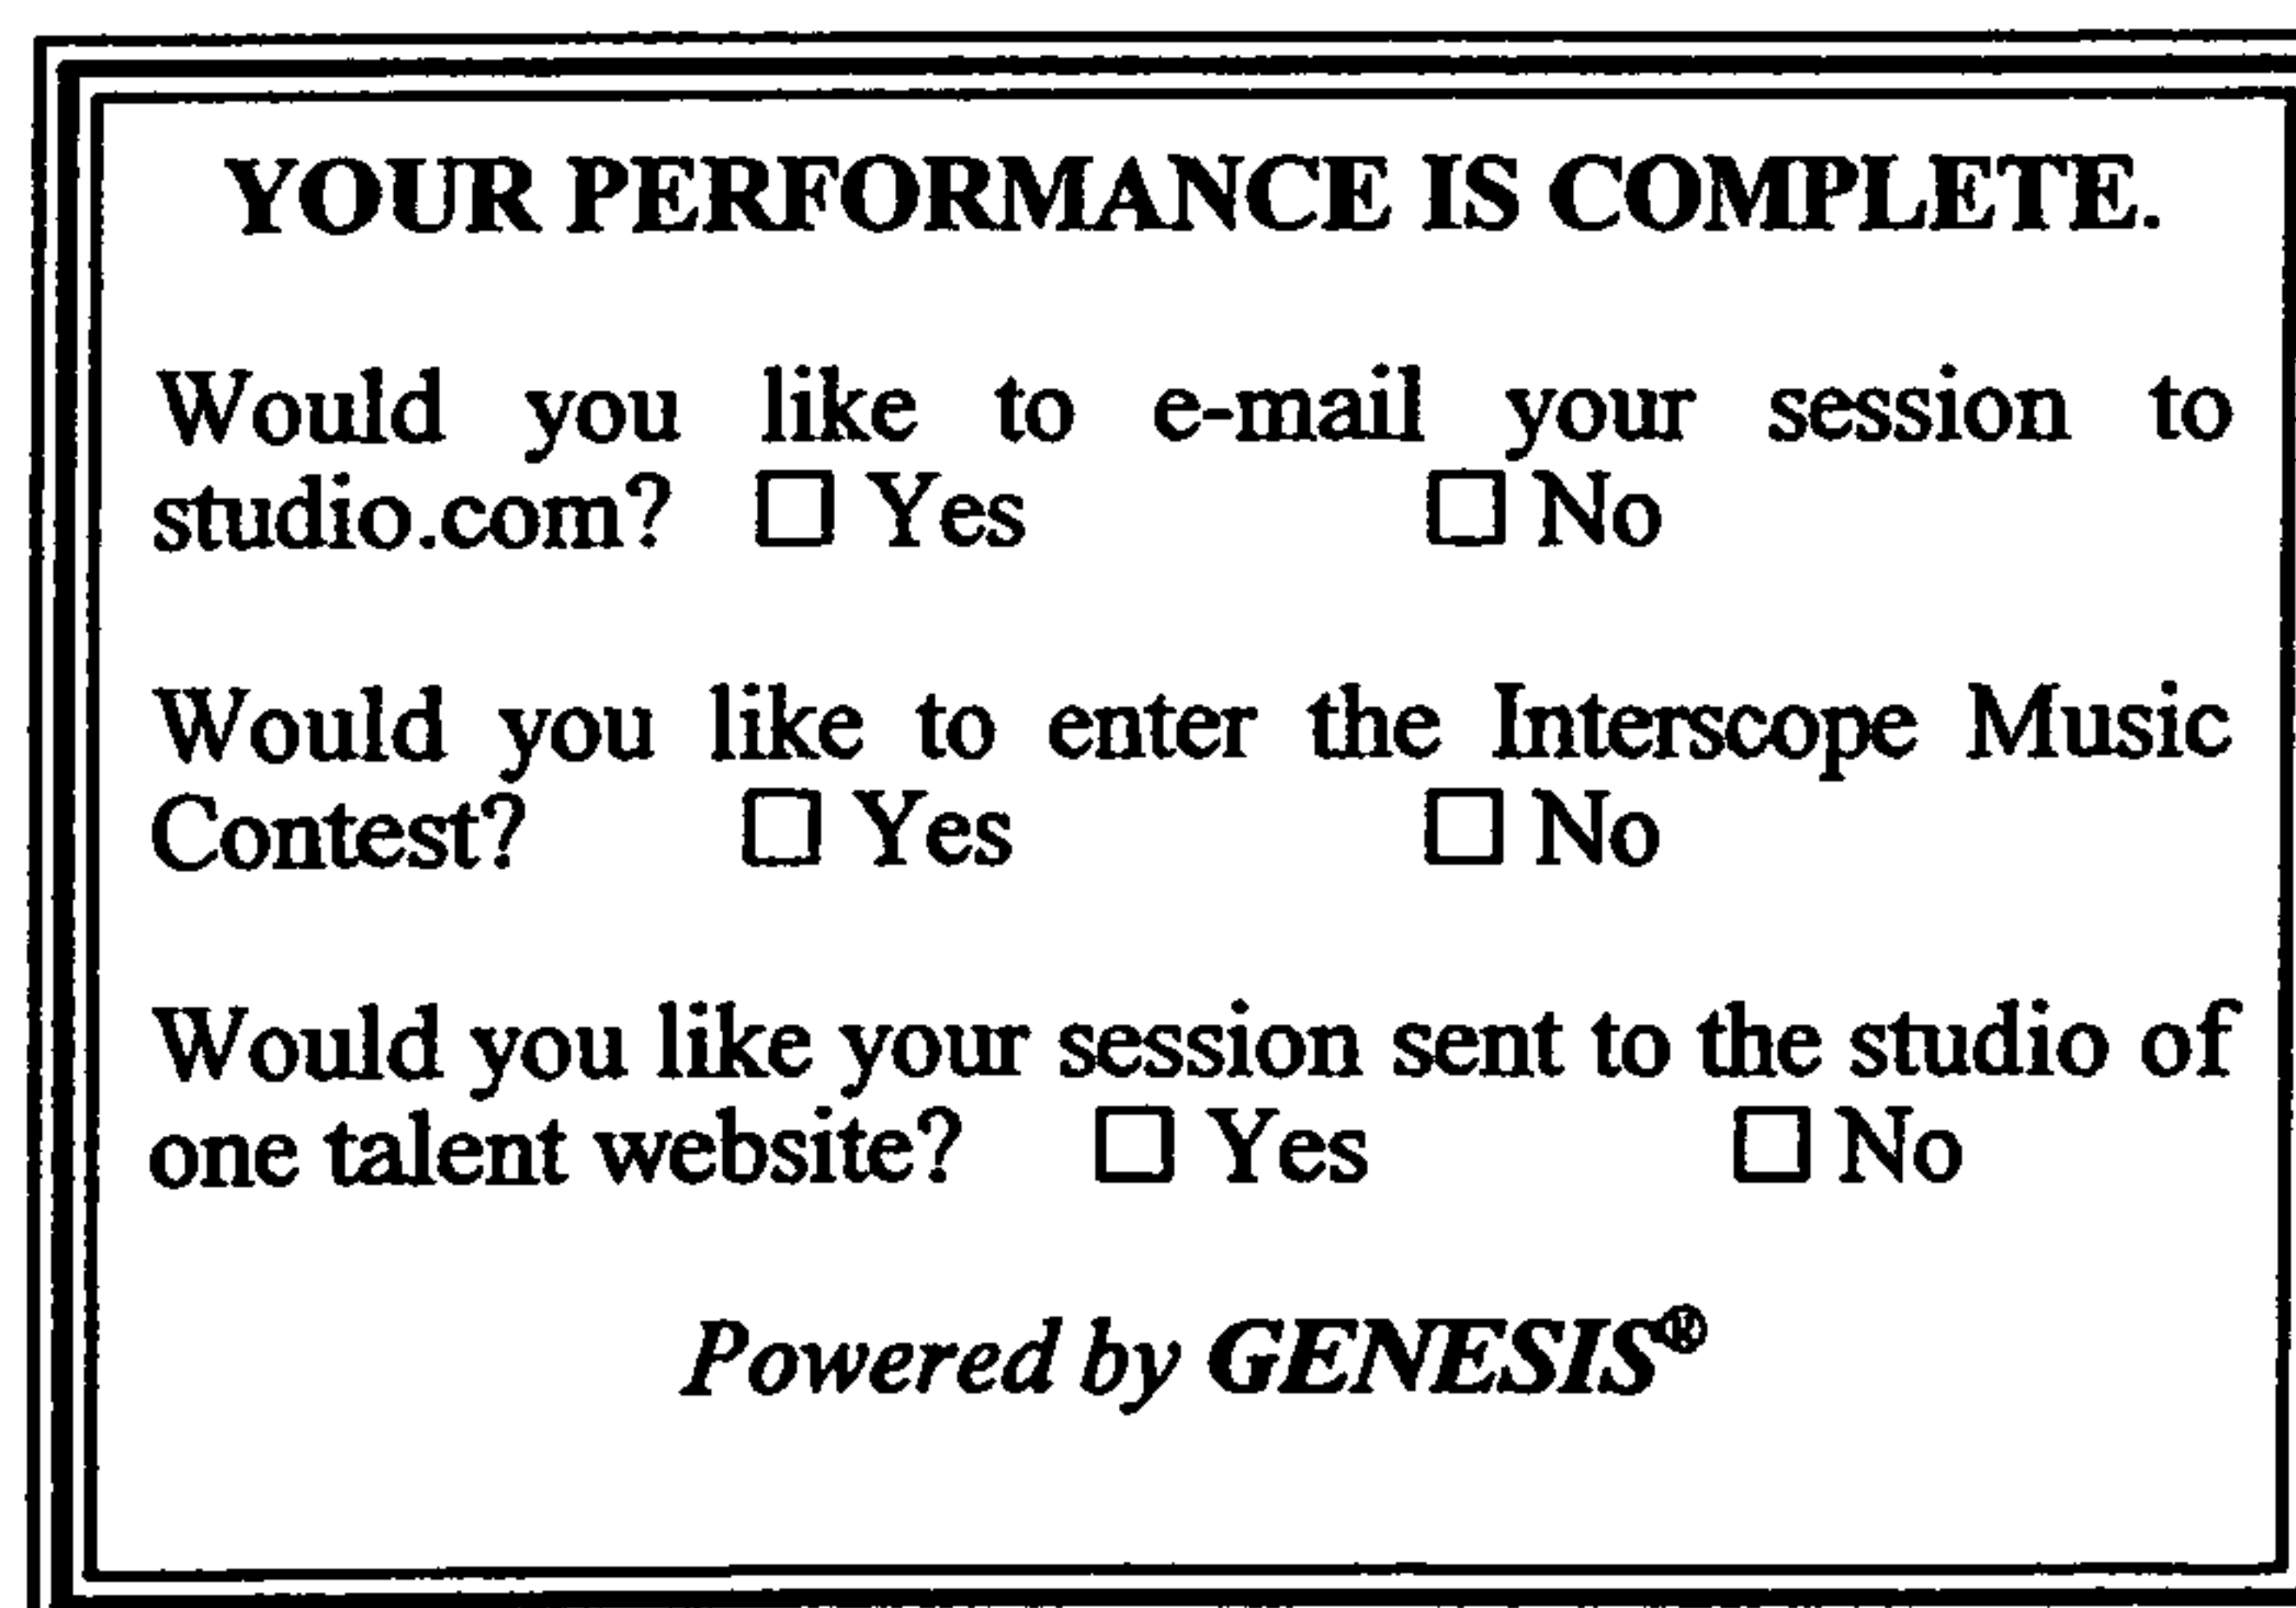 YOUR PERFORMANCE IS COMPLETE.
Would you like to e-mail your session to
studio.com? ☐ Yes ☐ No
Would you like to enter the Interscope Music
Contest? ☐ Yes ☐ No
Would you like your session sent to the studio of
one talent website? ☐ Yes ☐ No
Powered by GENESIS®